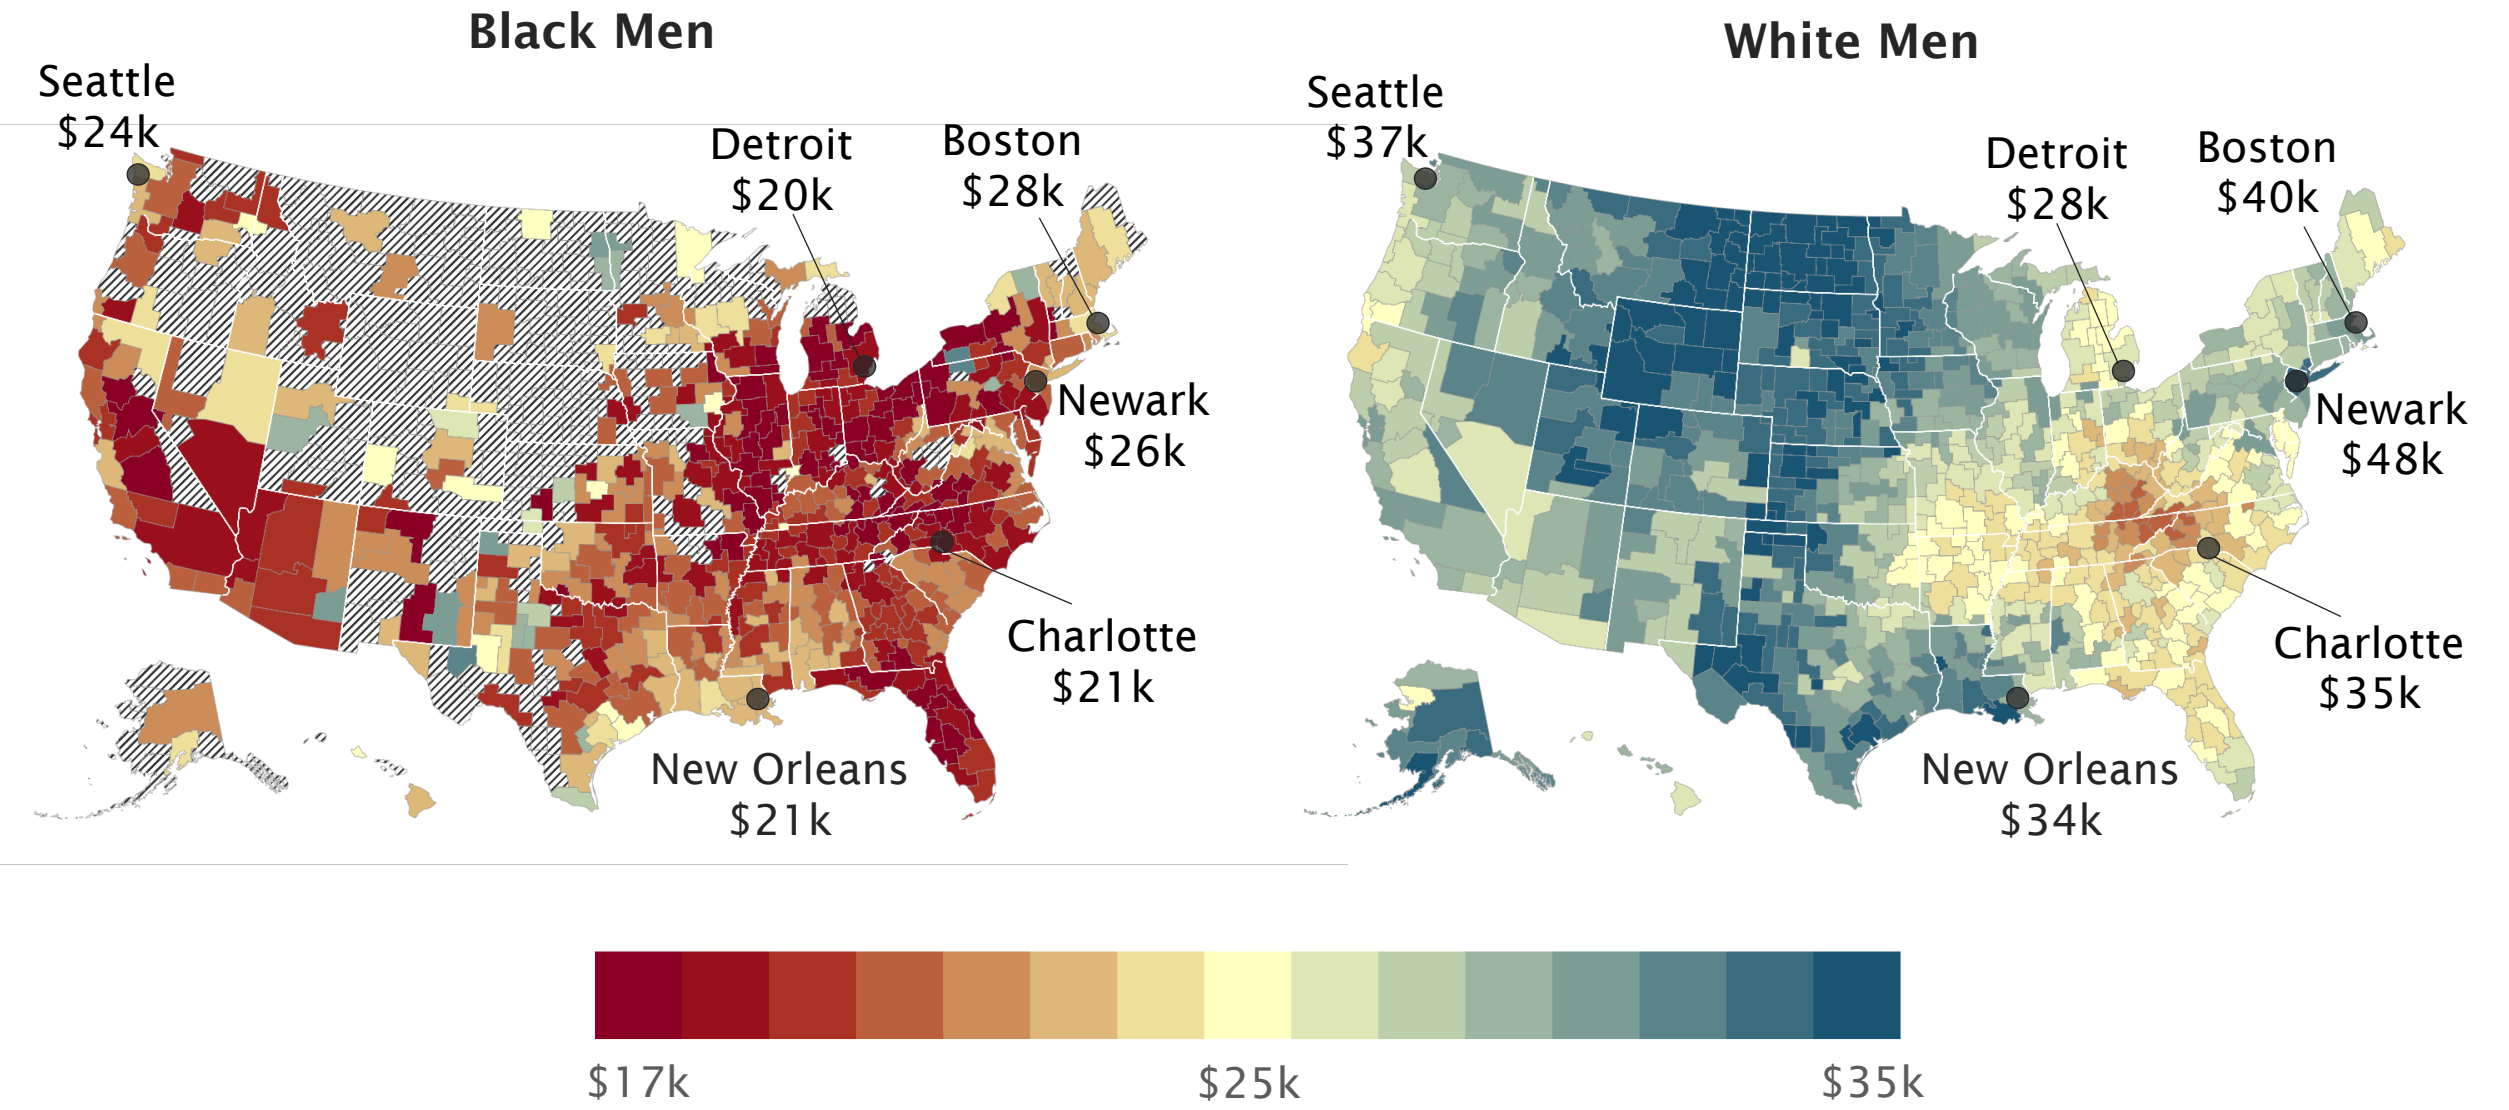 Black Men
Seattle
$24k
Detroit
$20k
Boston
$28k
Newark
$26k
Charlotte
$21k
New Orleans
$21k
White Men
Seattle
$37k
Detroit
$28k
Boston
$40k
Newark
$48k
Charlotte
$35k
New Orleans
$34k
$17k
$25k
$35k